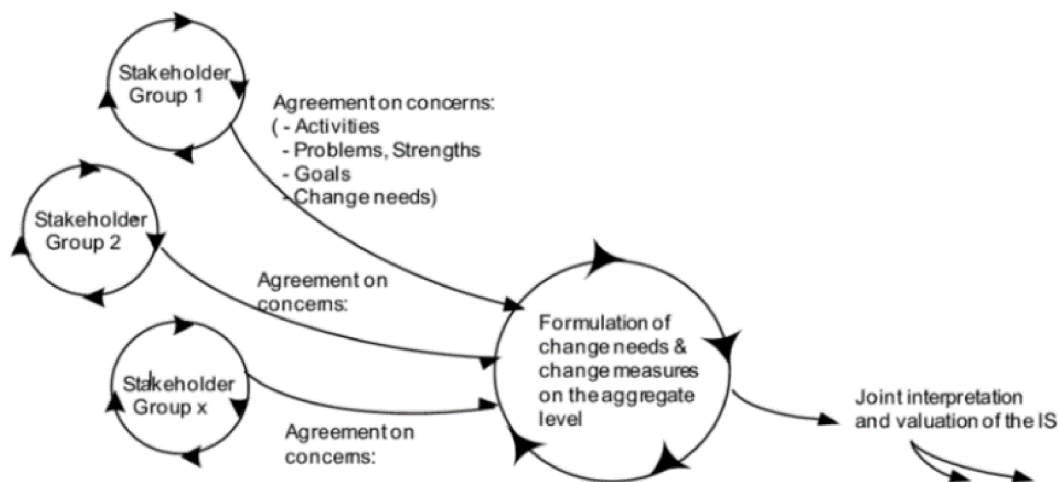 Stakeholder
Group 1
Agreement on concerns:
( - Activities
- Problems, Strengths
- Goals
- Change needs)
Stakeholder
Group 2
Agreement on
concerns:
Formulation of
change needs &
change measures
on the aggregate
level
Stakeholder
Group x
Agreement on
concerns:
Joint interpretation
and valuation of the IS